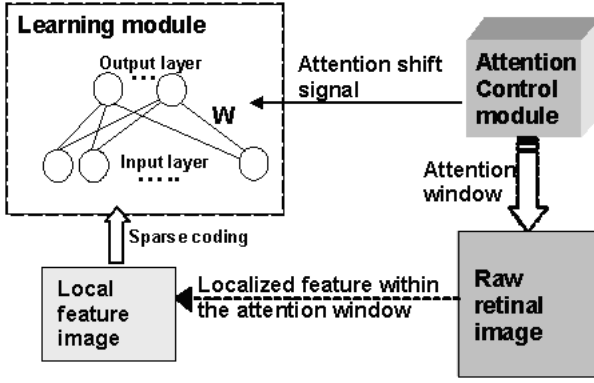 Learning module
Output layer
.....
W
Input layer
.....
Attention shift
signal
Attention
Control
module
Attention
window
Sparse coding
Local
feature
image
Localized feature within
the attention window
Raw
retinal
image